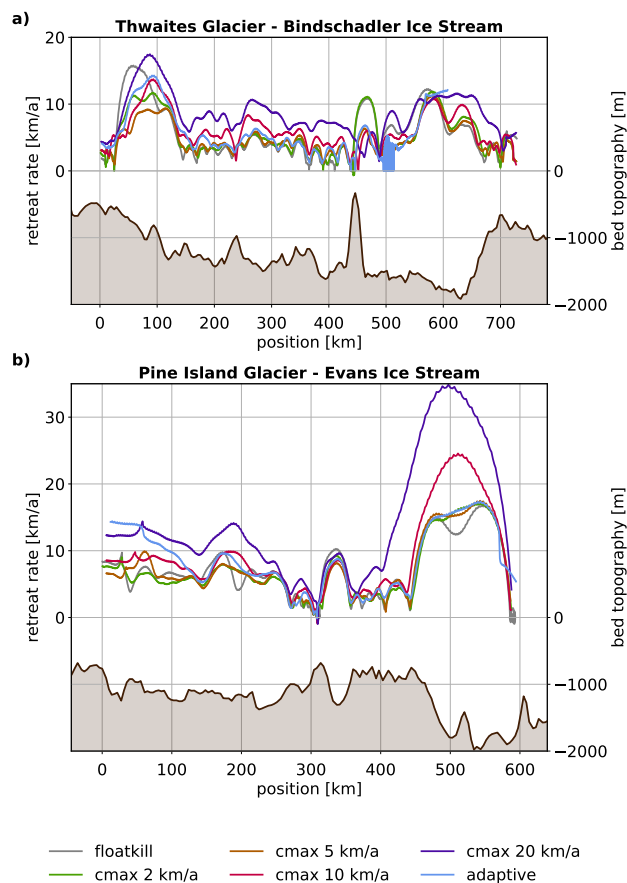 a)
Thwaites Glacier - Bindschadler Ice Stream
20
10
0
0
−1000
−2000
retreat rate [km/a]
bed topography [m]
0 100 200 300 400 500 600 700
position [km]
b)
Pine Island Glacier - Evans Ice Stream
30
20
10
0
0
−1000
−2000
retreat rate [km/a]
bed topography [m]
0 100 200 300 400 500 600
position [km]
floatkill cmax 5 km/a cmax 20 km/a
cmax 2 km/a cmax 10 km/a adaptive